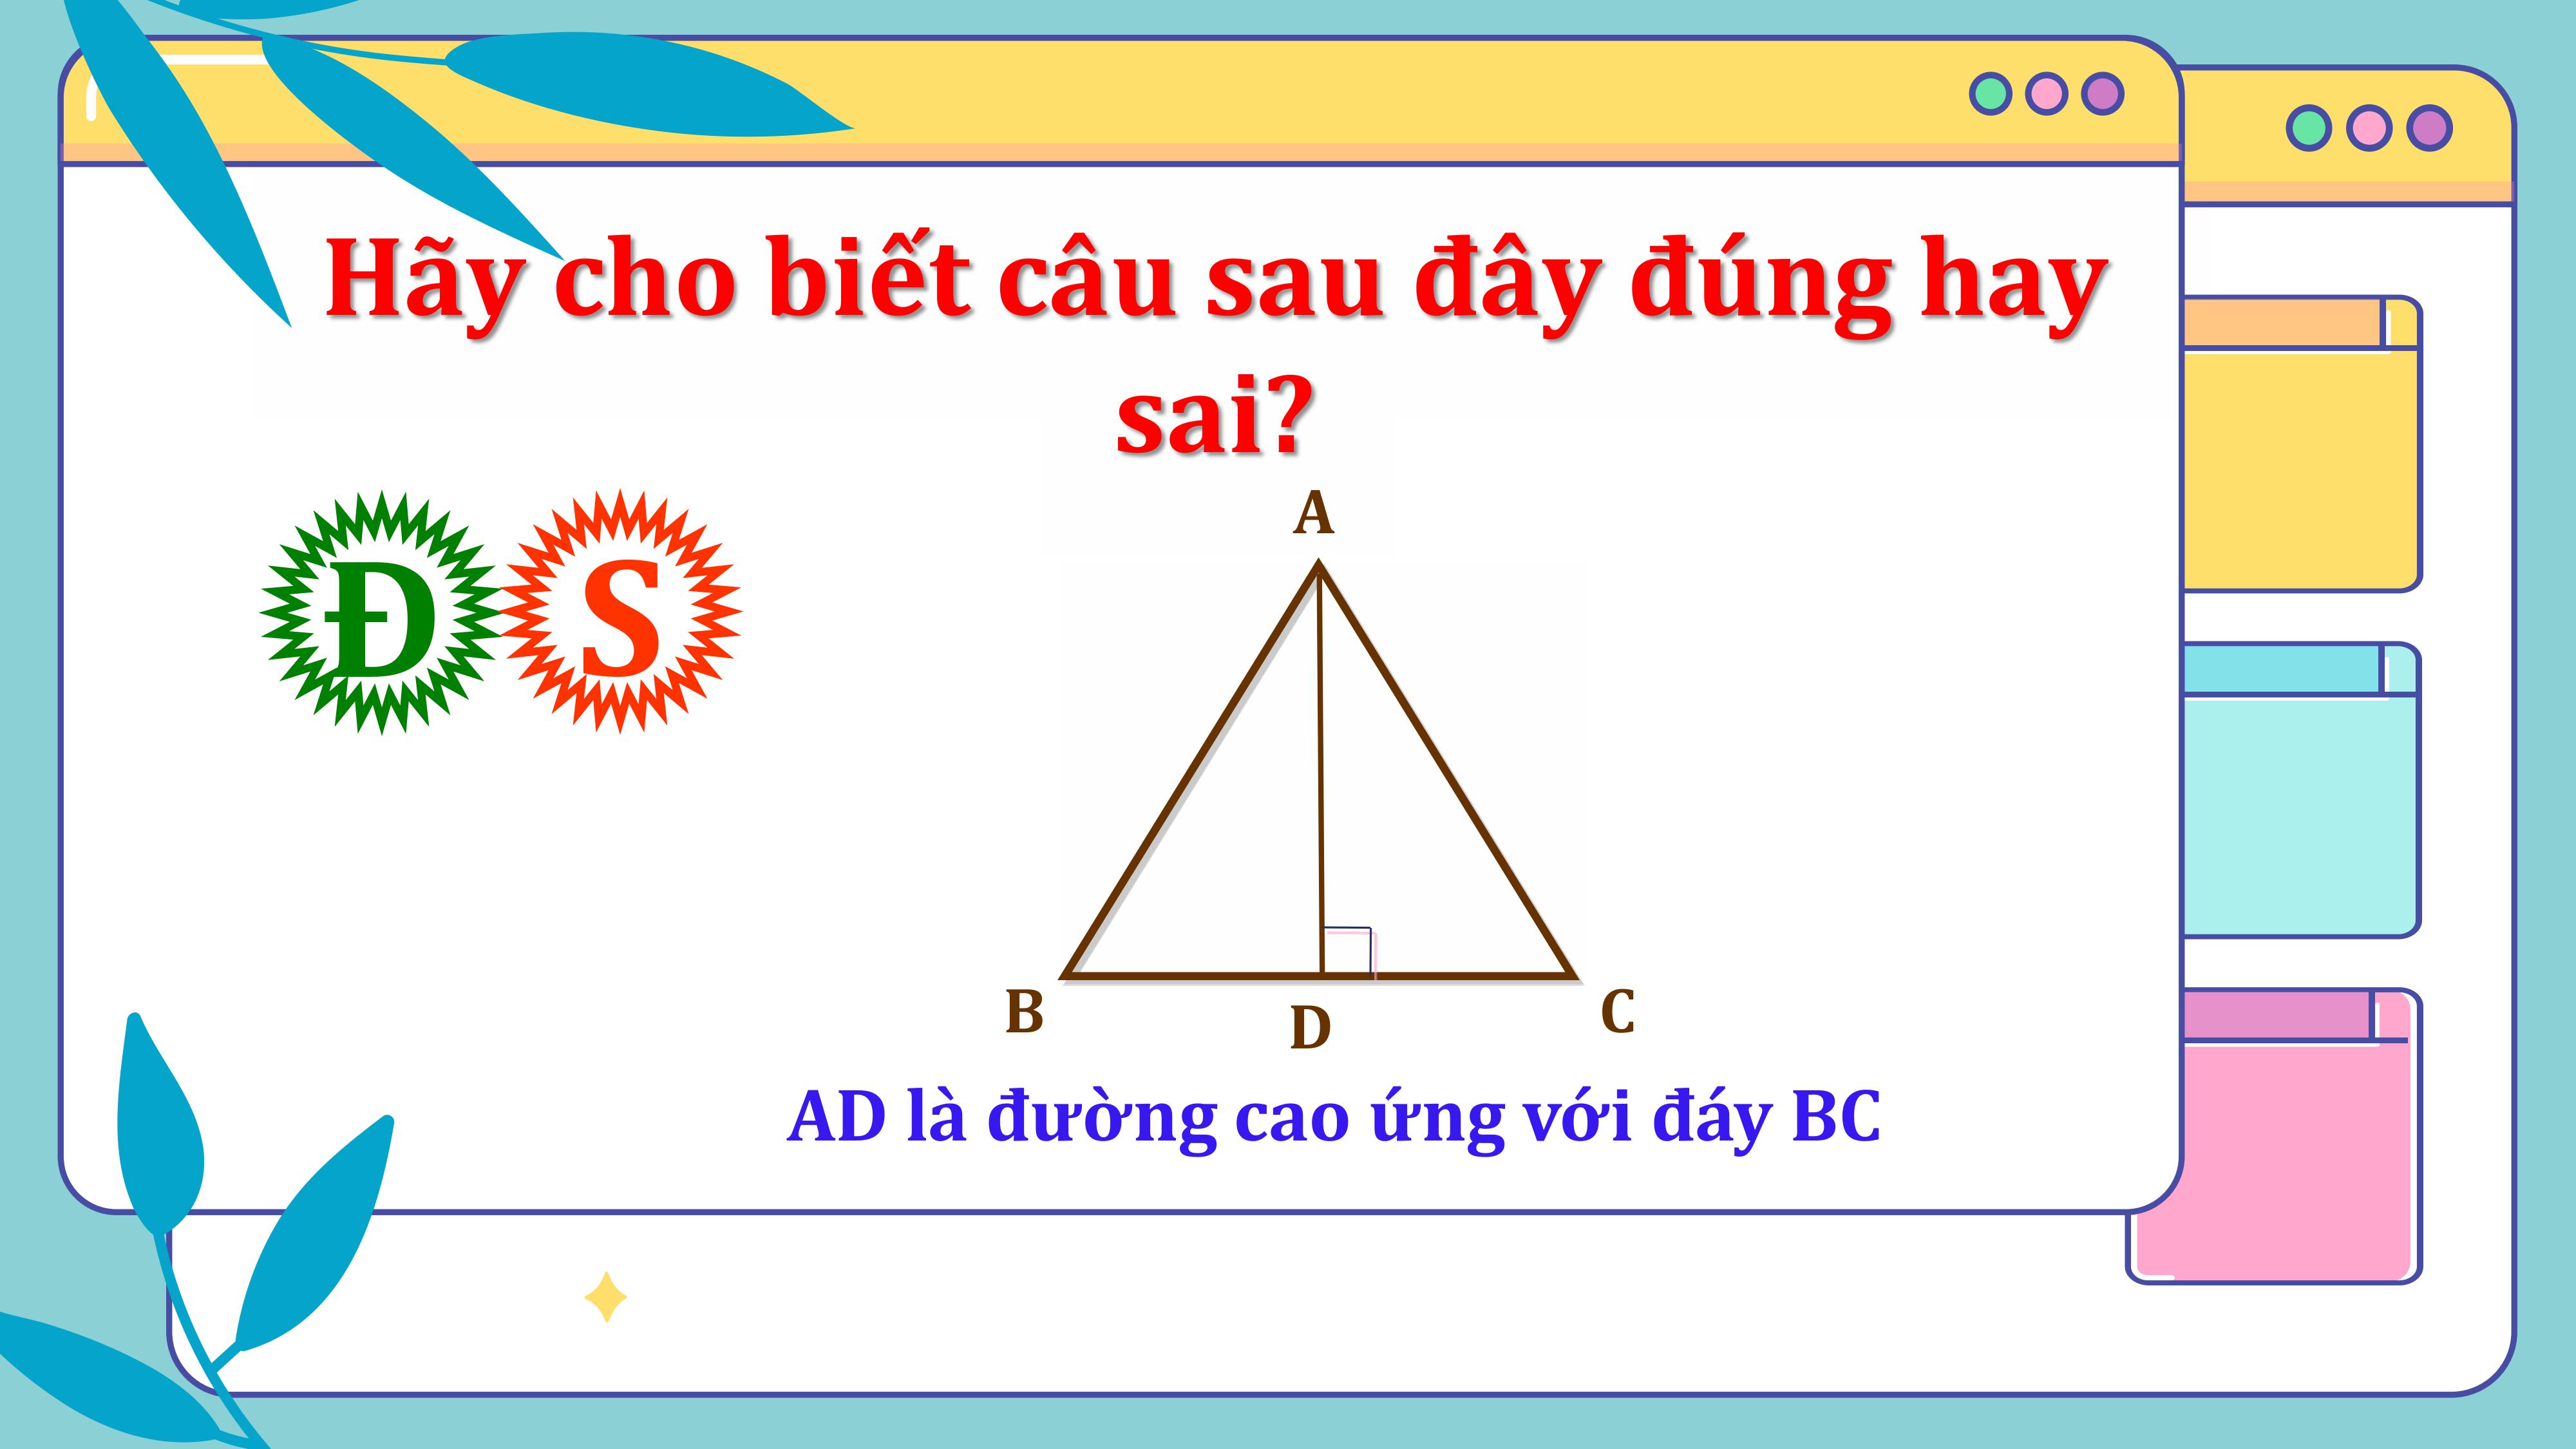 Hãy cho biết câu sau đây đúng hay
sai?
Đ S
A
B
D
C
AD là đường cao ứng với đáy BC